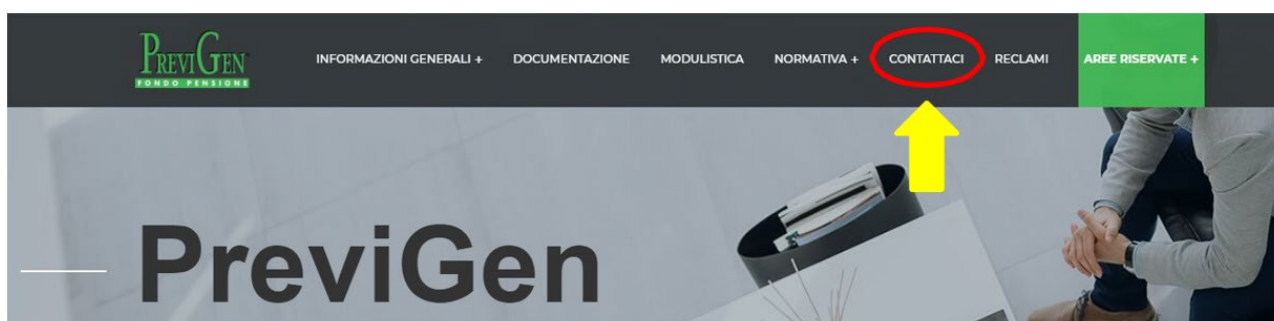 PREVIGEN
FONDO PENSIONE
INFORMAZIONI GENERALI + DOCUMENTAZIONE MODULISTICA NORMATIVA + CONTATTACI RECLAMI AREE RISERVATE +
PreviGen